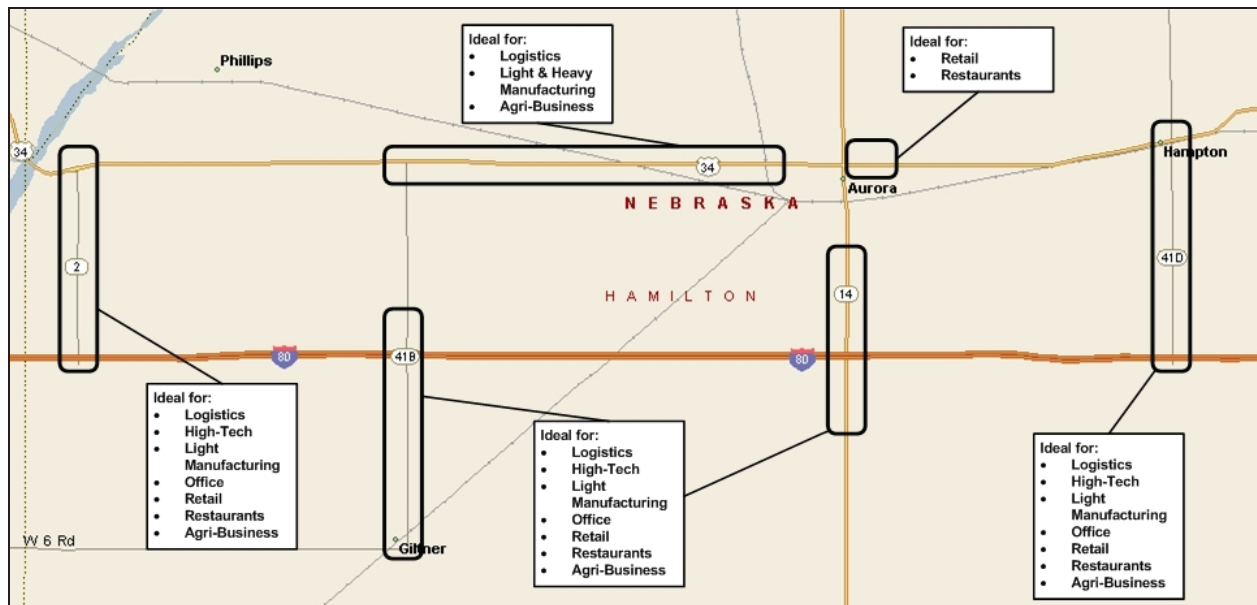 Phillips
Ideal for:
• Logistics
• Light & Heavy
Manufacturing
• Agri-Business
Ideal for:
• Retail
• Restaurants
34
34
Hampton
Aurora
NEBRASKA
2
41D
14
HAMILTON
80
41B
80
Ideal for:
• Logistics
• High-Tech
• Light
Manufacturing
• Office
• Retail
• Restaurants
• Agri-Business
Ideal for:
• Logistics
• High-Tech
• Light
Manufacturing
• Office
• Retail
• Restaurants
• Agri-Business
Ideal for:
• Logistics
• High-Tech
• Light
Manufacturing
• Office
• Retail
• Restaurants
• Agri-Business
W 6 Rd
Giltner